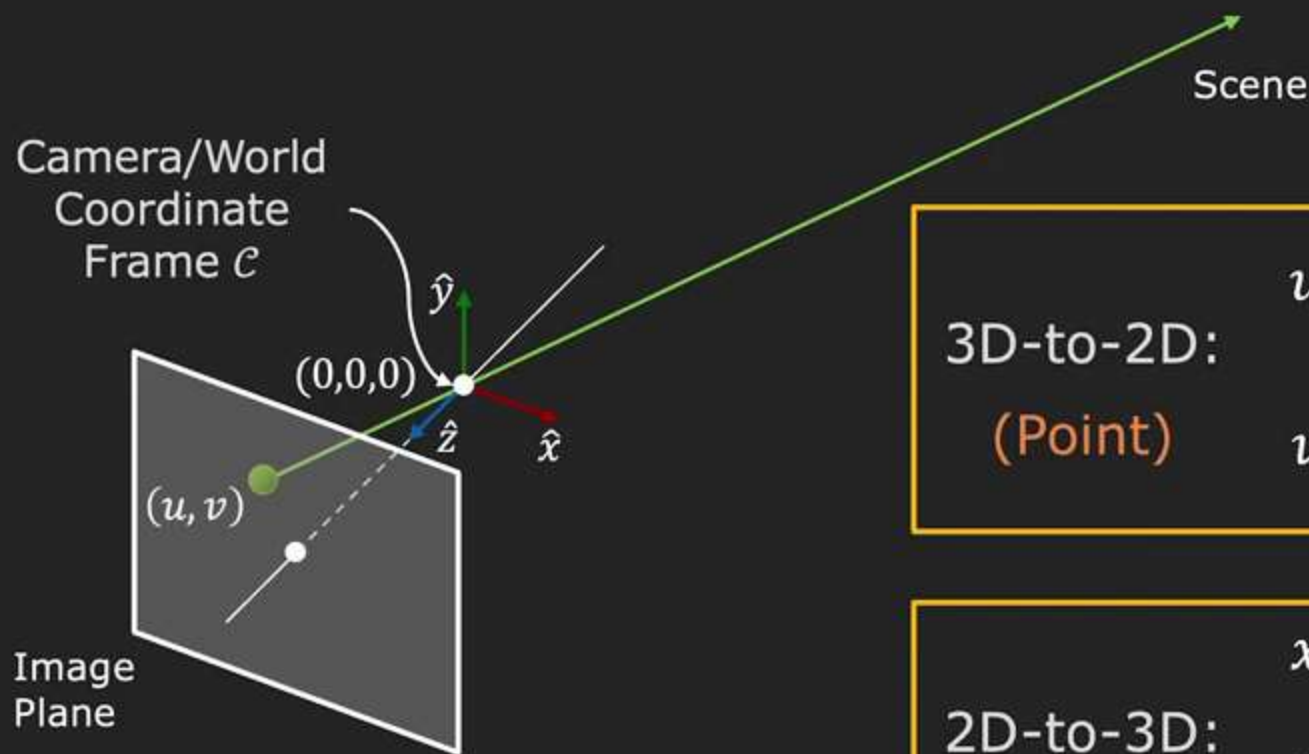 Scene
Camera/World
Coordinate
Frame 𝒞
ŷ
(0,0,0)
ẑ
x̂
(u, v)
Image
Plane
3D-to-2D:
(Point)
2D-to-3D:
x